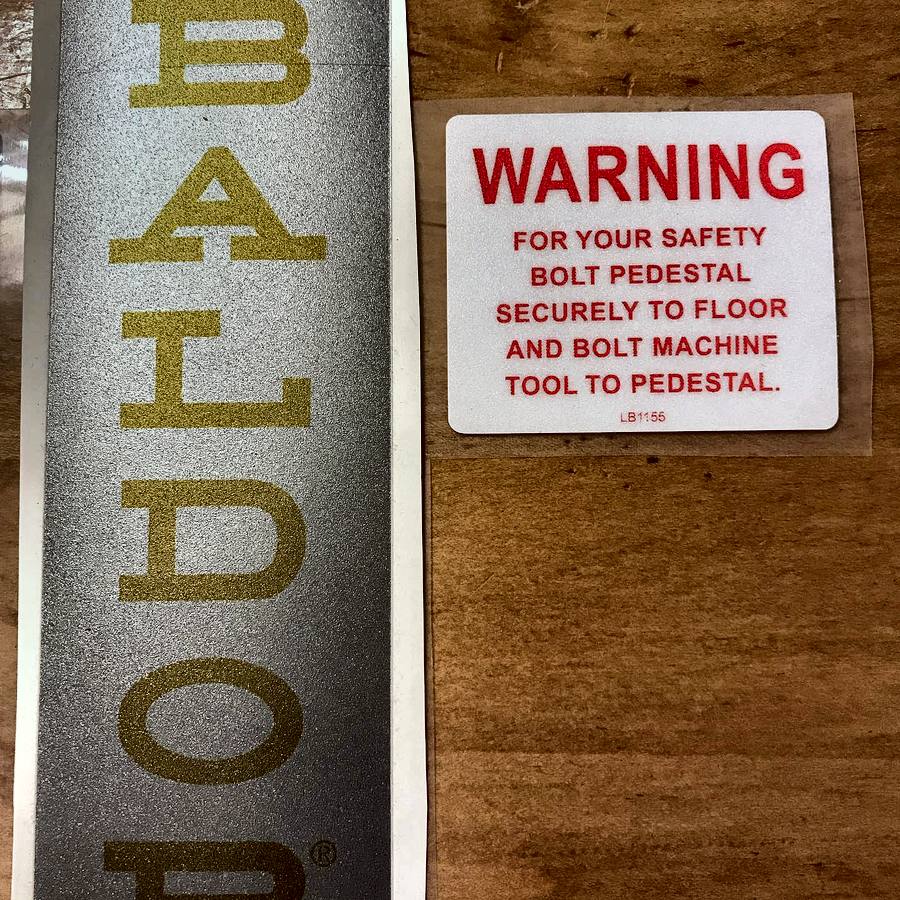 BALDOR®
WARNING
FOR YOUR SAFETY
BOLT PEDESTAL
SECURELY TO FLOOR
AND BOLT MACHINE
TOOL TO PEDESTAL.
LB1155